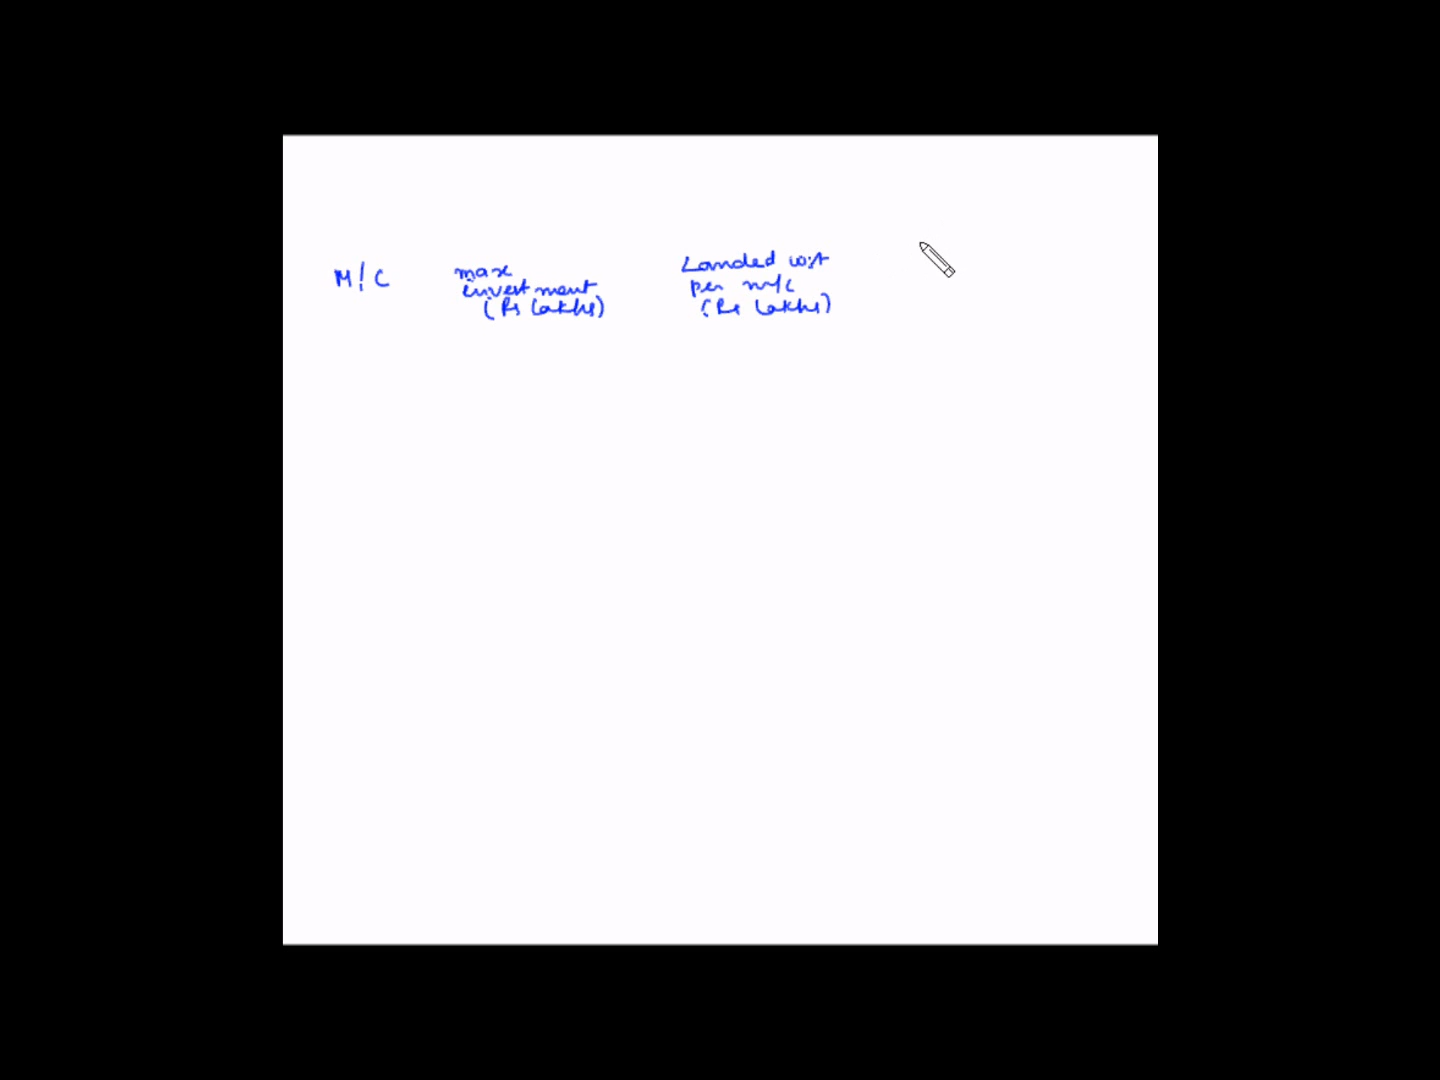 M/C
max
investment
(Rs Lakhs)
Landed cost
per m/c
(Rs Lakhs)